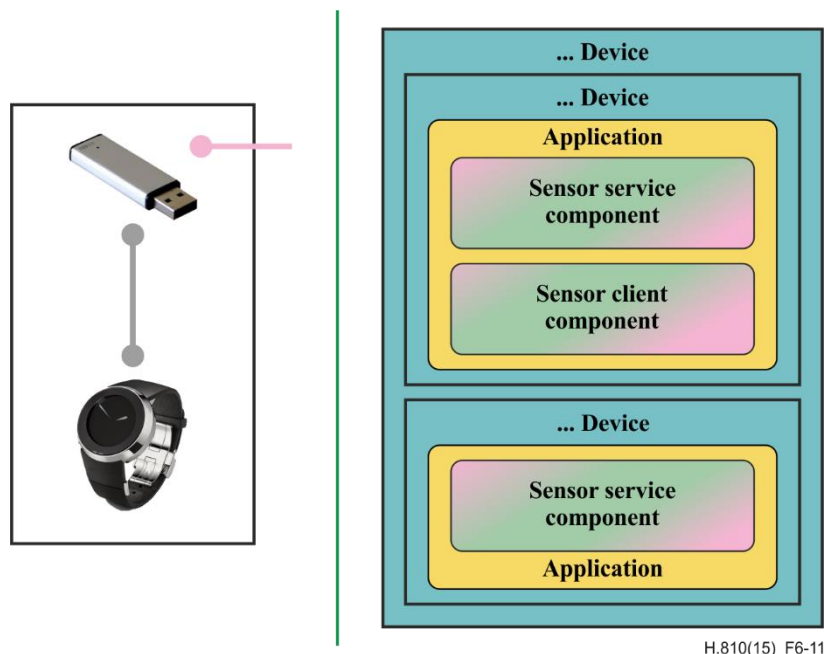 ... Device
... Device
Application
Sensor service
component
Sensor client
component
... Device
Sensor service
component
Application
H.810(15)_F6-11